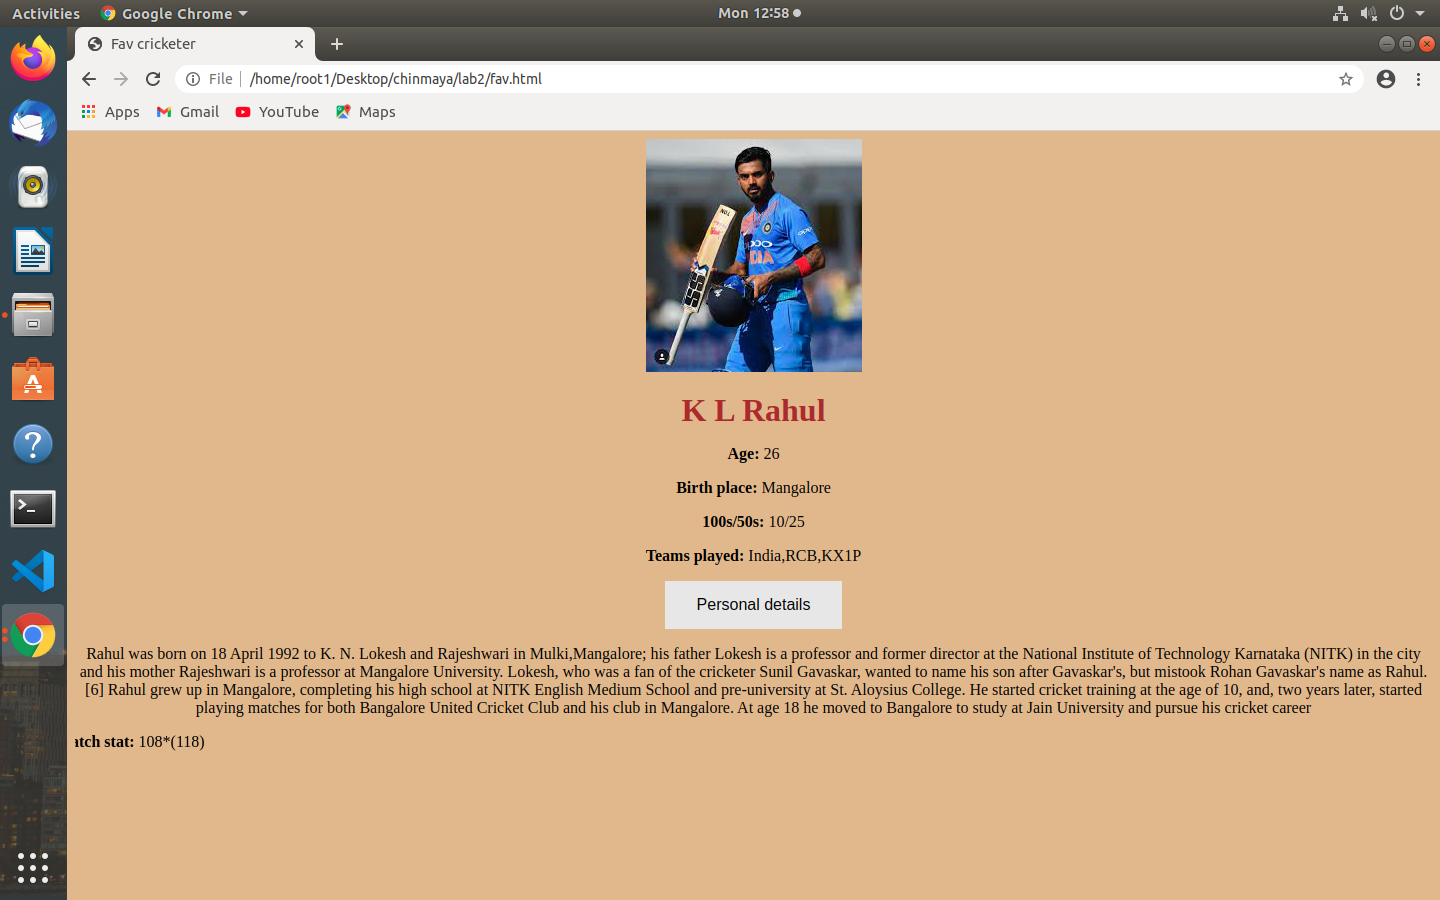 Activities Google Chrome Mon 12:58
Fav cricketer
File /home/root1/Desktop/chinmaya/lab2/fav.html
Apps Gmail YouTube Maps
oppo
INDIA
K L Rahul
Age: 26
Birth place: Mangalore
100s/50s: 10/25
Teams played: India,RCB,KX1P
Personal details
Rahul was born on 18 April 1992 to K. N. Lokesh and Rajeshwari in Mulki,Mangalore; his father Lokesh is a professor and former director at the National Institute of Technology Karnataka (NITK) in the city
and his mother Rajeshwari is a professor at Mangalore University. Lokesh, who was a fan of the cricketer Sunil Gavaskar, wanted to name his son after Gavaskar's, but mistook Rohan Gavaskar's name as Rahul.
[6] Rahul grew up in Mangalore, completing his high school at NITK English Medium School and pre-university at St. Aloysius College. He started cricket training at the age of 10, and, two years later, started
playing matches for both Bangalore United Cricket Club and his club in Mangalore. At age 18 he moved to Bangalore to study at Jain University and pursue his cricket career
atch stat: 108*(118)